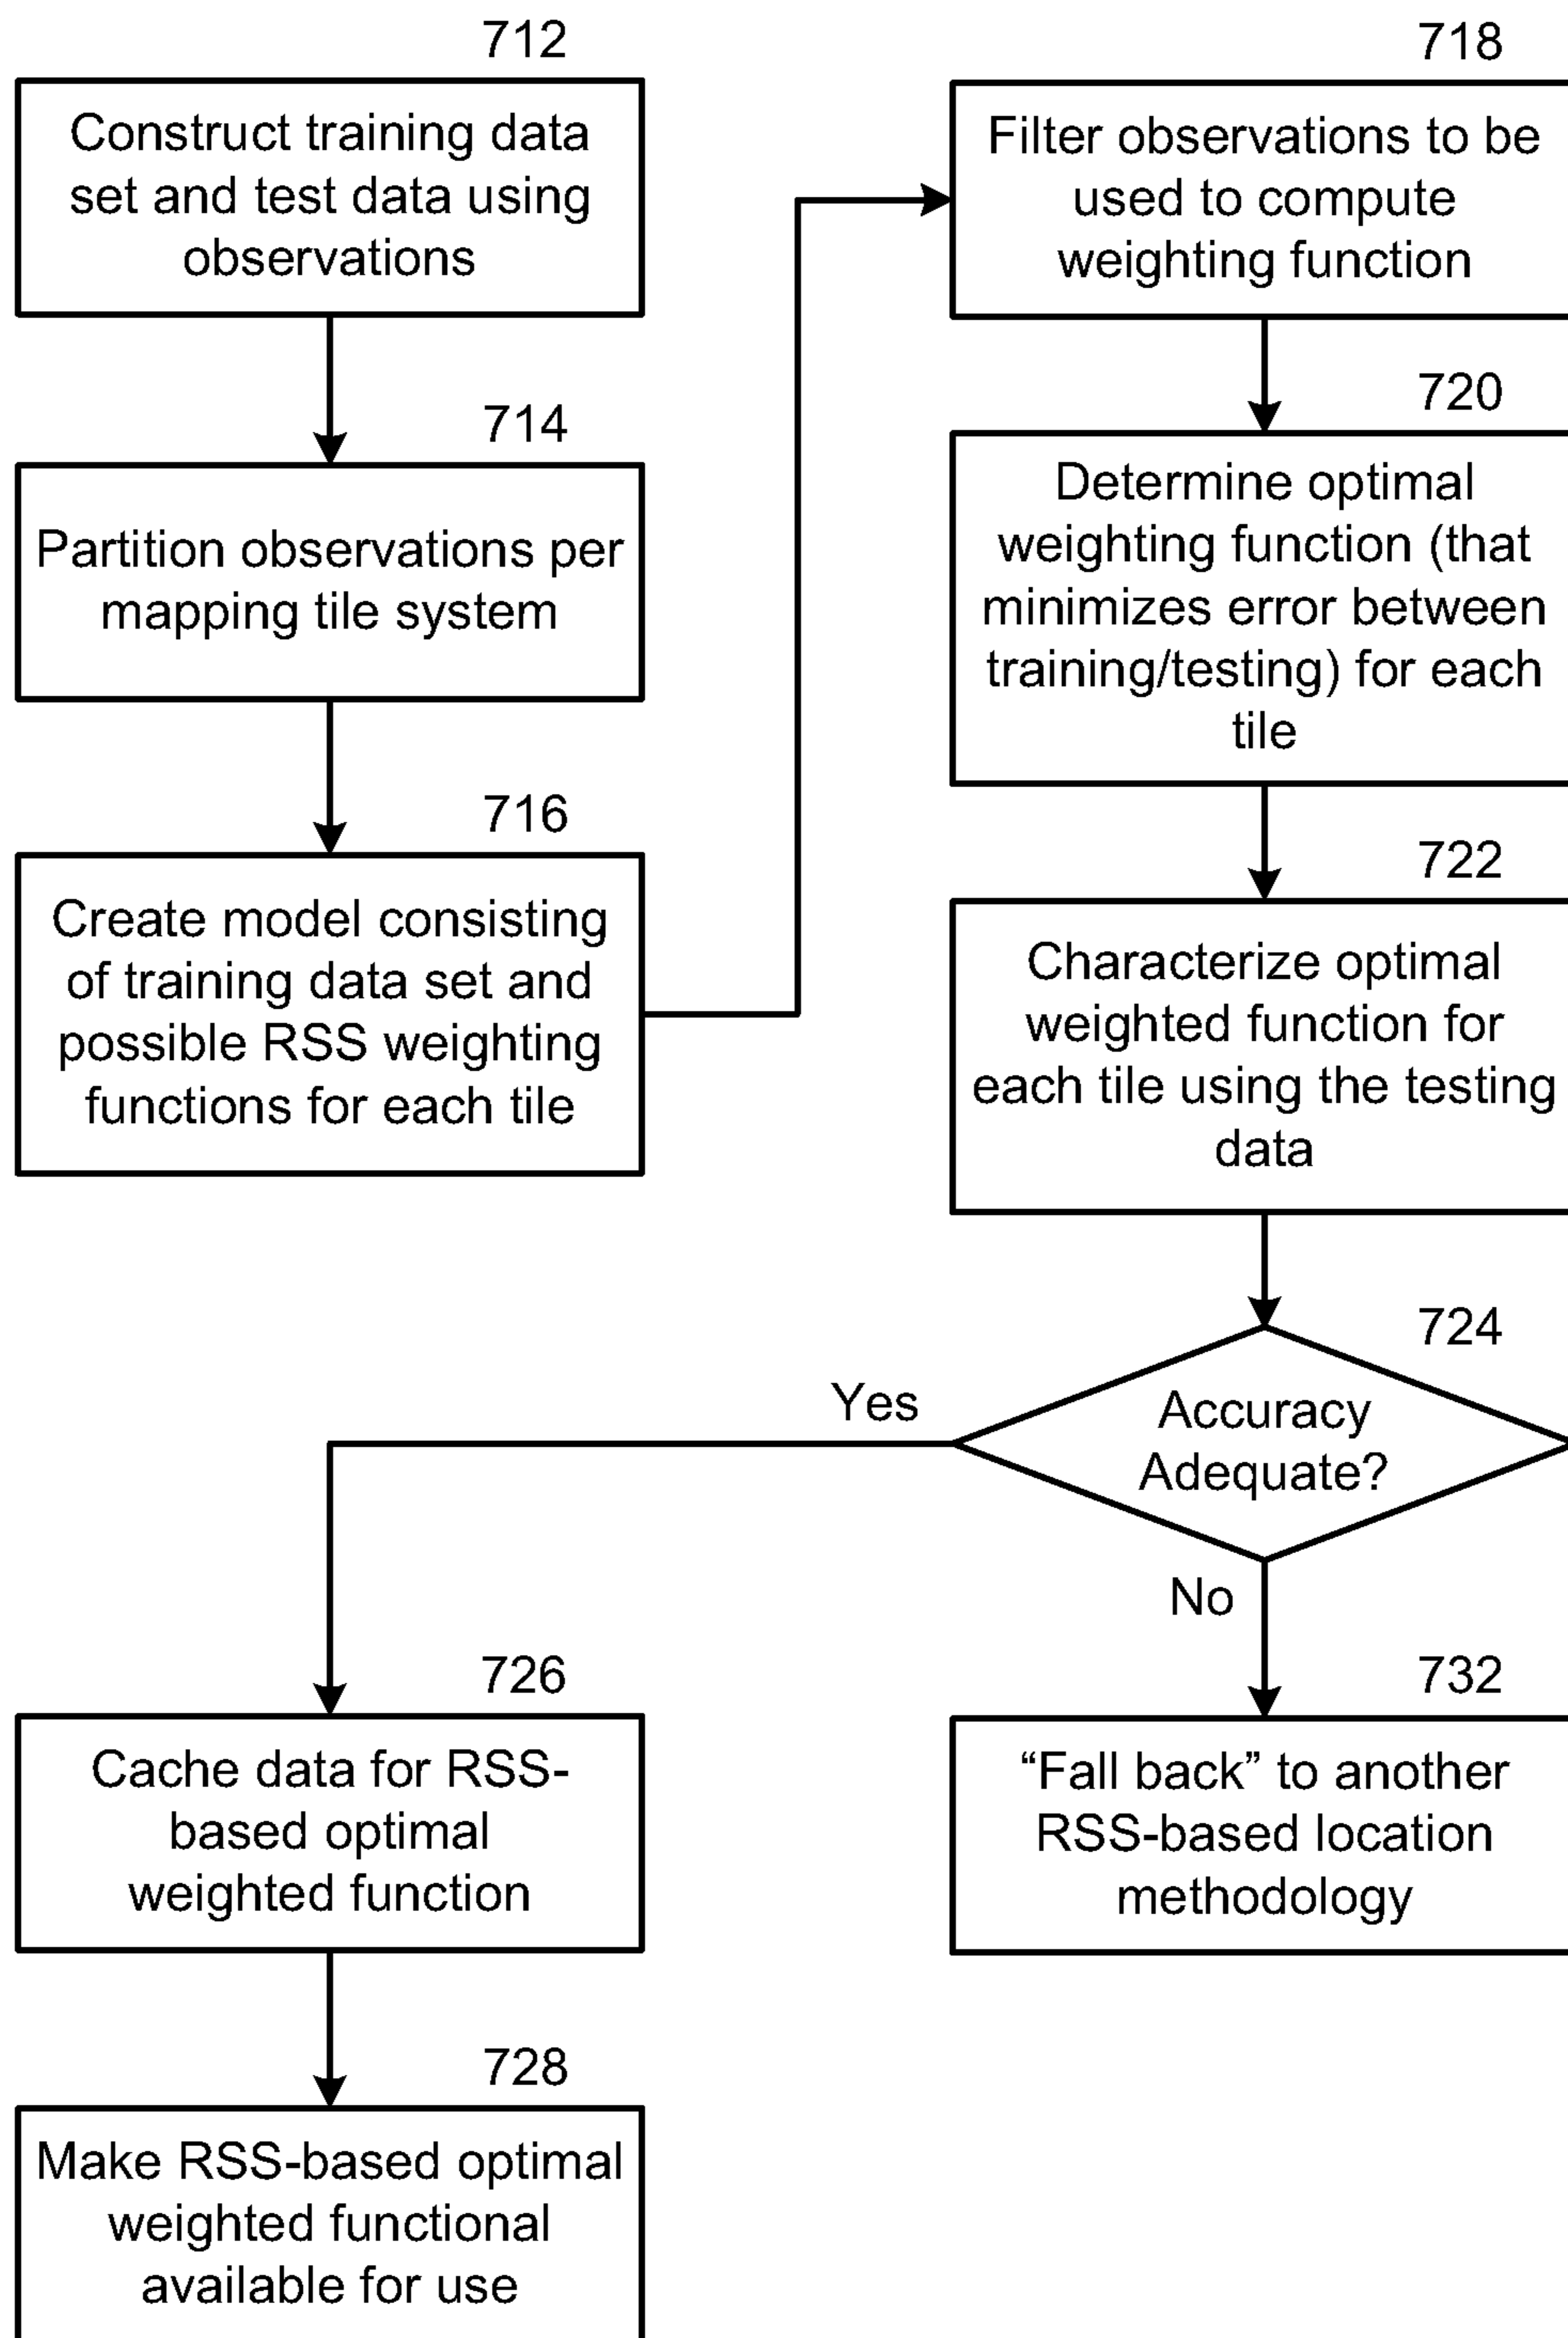 712
Construct training data
set and test data using
observations
714
Partition observations per
mapping tile system
716
Create model consisting
of training data set and
possible RSS weighting
functions for each tile
718
Filter observations to be
used to compute
weighting function
720
Determine optimal
weighting function (that
minimizes error between
training/testing) for each
tile
722
Characterize optimal
weighted function for
each tile using the testing
data
724
Accuracy
Adequate?
Yes
No
726
Cache data for RSS-
based optimal
weighted function
728
Make RSS-based optimal
weighted functional
available for use
732
“Fall back” to another
RSS-based location
methodology